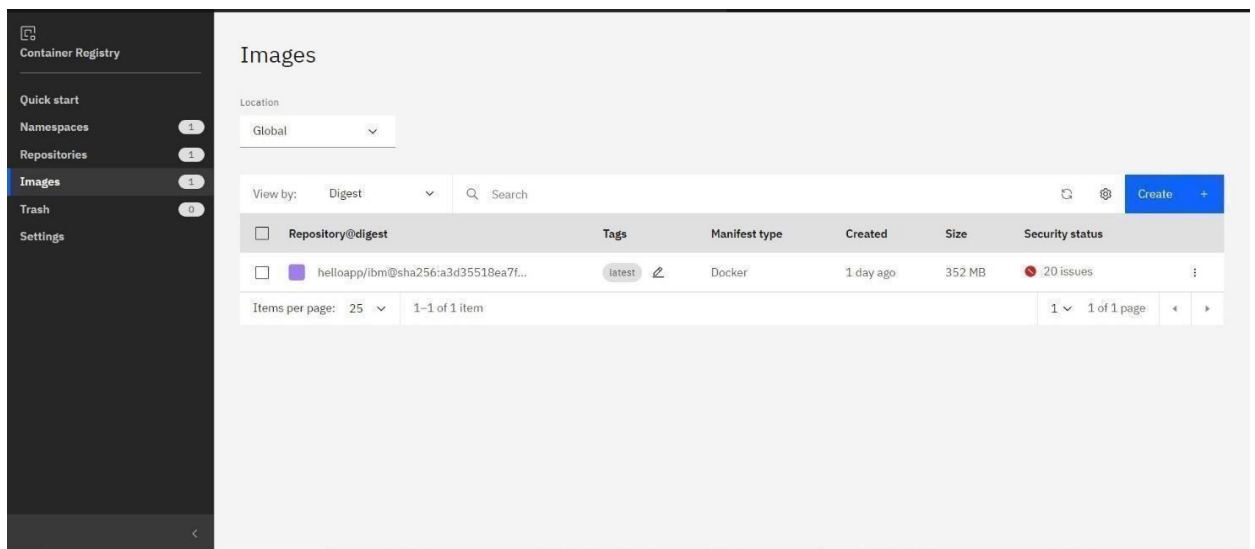 Container Registry
Quick start
Namespaces 1
Repositories 1
Images 1
Trash 0
Settings
Images
Location
Global
View by: Digest Search Create +
Repository@digest Tags Manifest type Created Size Security status
helloapp/ibm@sha256:a3d35518ea7f... latest Docker 1 day ago 352 MB 20 issues
Items per page: 25 1–1 of 1 item 1 1 of 1 page